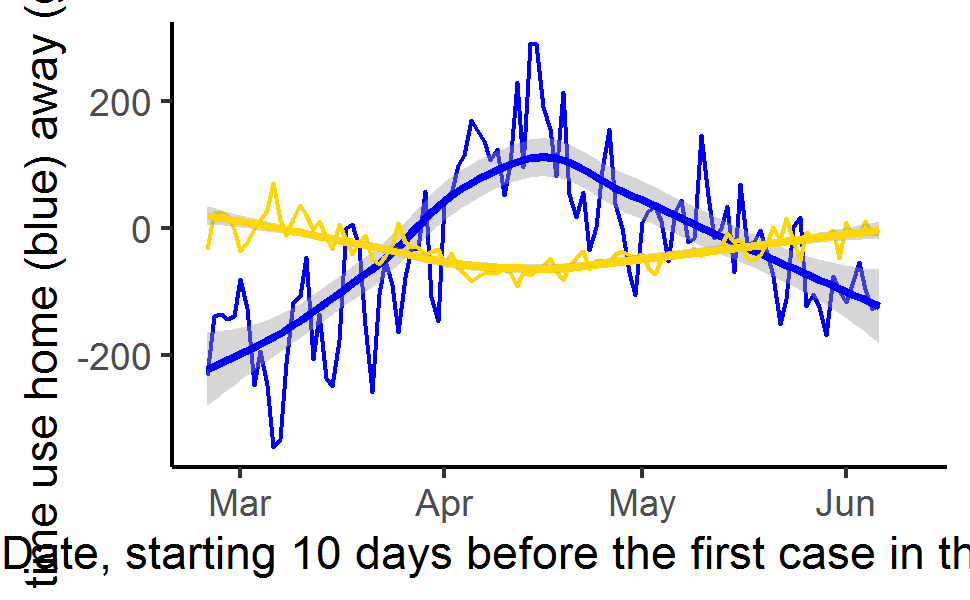 time use home (blue) away (
200
0
-200
Mar Apr May Jun
Date, starting 10 days before the first case in th